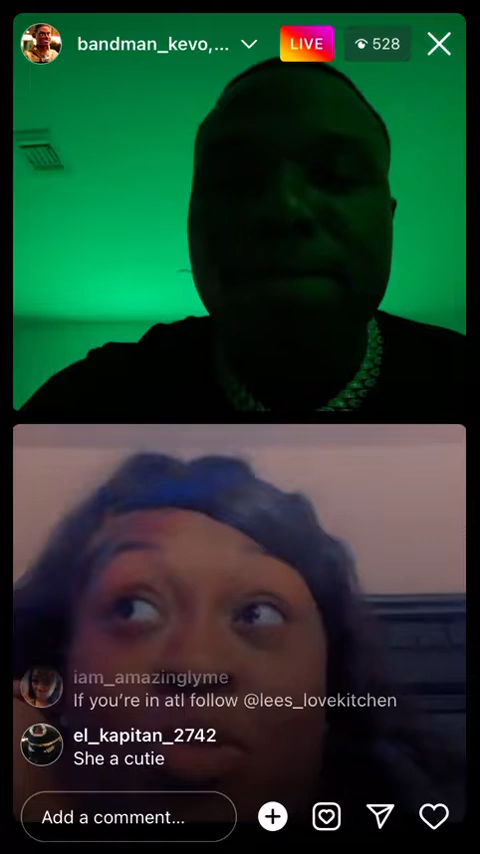 bandman_kevo,...
LIVE
528
iam_amazinglyme
If you’re in atl follow @lees_lovekitchen
el_kapitan_2742
She a cutie
Add a comment...